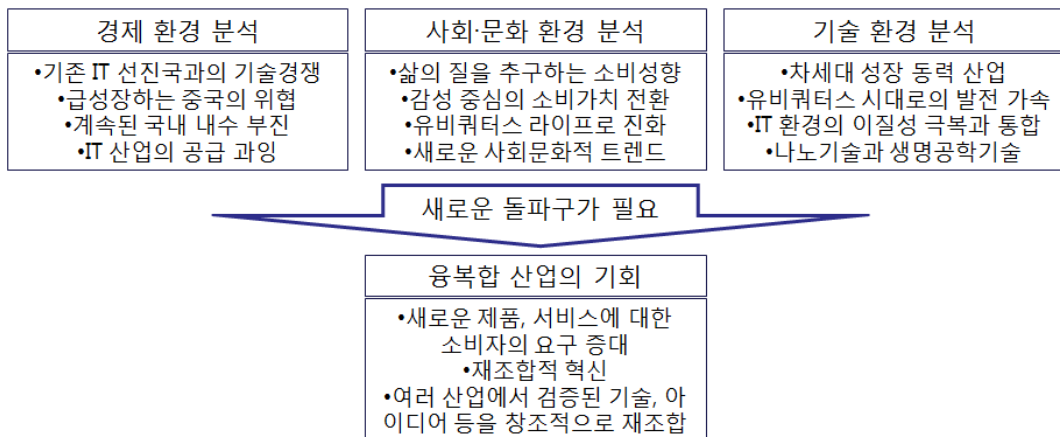 경제 환경 분석
•기존 IT 선진국과의 기술경쟁
•급성장하는 중국의 위협
•계속된 국내 내수 부진
•IT 산업의 공급 과잉
사회·문화 환경 분석
•삶의 질을 추구하는 소비성향
•감성 중심의 소비가치 전환
•유비쿼터스 라이프로 진화
•새로운 사회문화적 트렌드
기술 환경 분석
•차세대 성장 동력 산업
•유비쿼터스 시대로의 발전 가속
•IT 환경의 이질성 극복과 통합
•나노기술과 생명공학기술
새로운 돌파구가 필요
융복합 산업의 기회
•새로운 제품, 서비스에 대한
소비자의 요구 증대
•재조합적 혁신
•여러 산업에서 검증된 기술, 아
이디어 등을 창조적으로 재조합